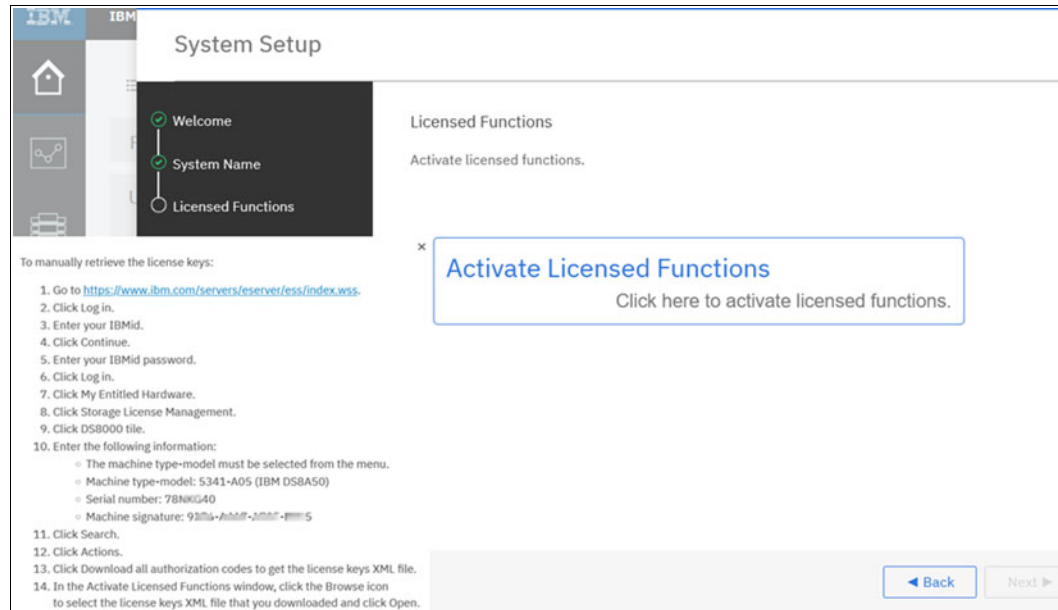 IBM
IBM
System Setup
Welcome
System Name
Licensed Functions
Licensed Functions
Activate licensed functions.
×
Activate Licensed Functions
Click here to activate licensed functions.
To manually retrieve the license keys:
1. Go to https://www.ibm.com/servers/eserver/ess/index.wss.
2. Click Log in.
3. Enter your IBMid.
4. Click Continue.
5. Enter your IBMid password.
6. Click Log in.
7. Click My Entitled Hardware.
8. Click Storage License Management.
9. Click DS8000 tile.
10. Enter the following information:
◦ The machine type-model must be selected from the menu.
◦ Machine type-model: 5341-A05 (IBM DS8A50)
◦ Serial number:
◦ Machine signature:
11. Click Search.
12. Click Actions.
13. Click Download all authorization codes to get the license keys XML file.
14. In the Activate Licensed Functions window, click the Browse icon
to select the license keys XML file that you downloaded and click Open.
◄ Back
Next ►